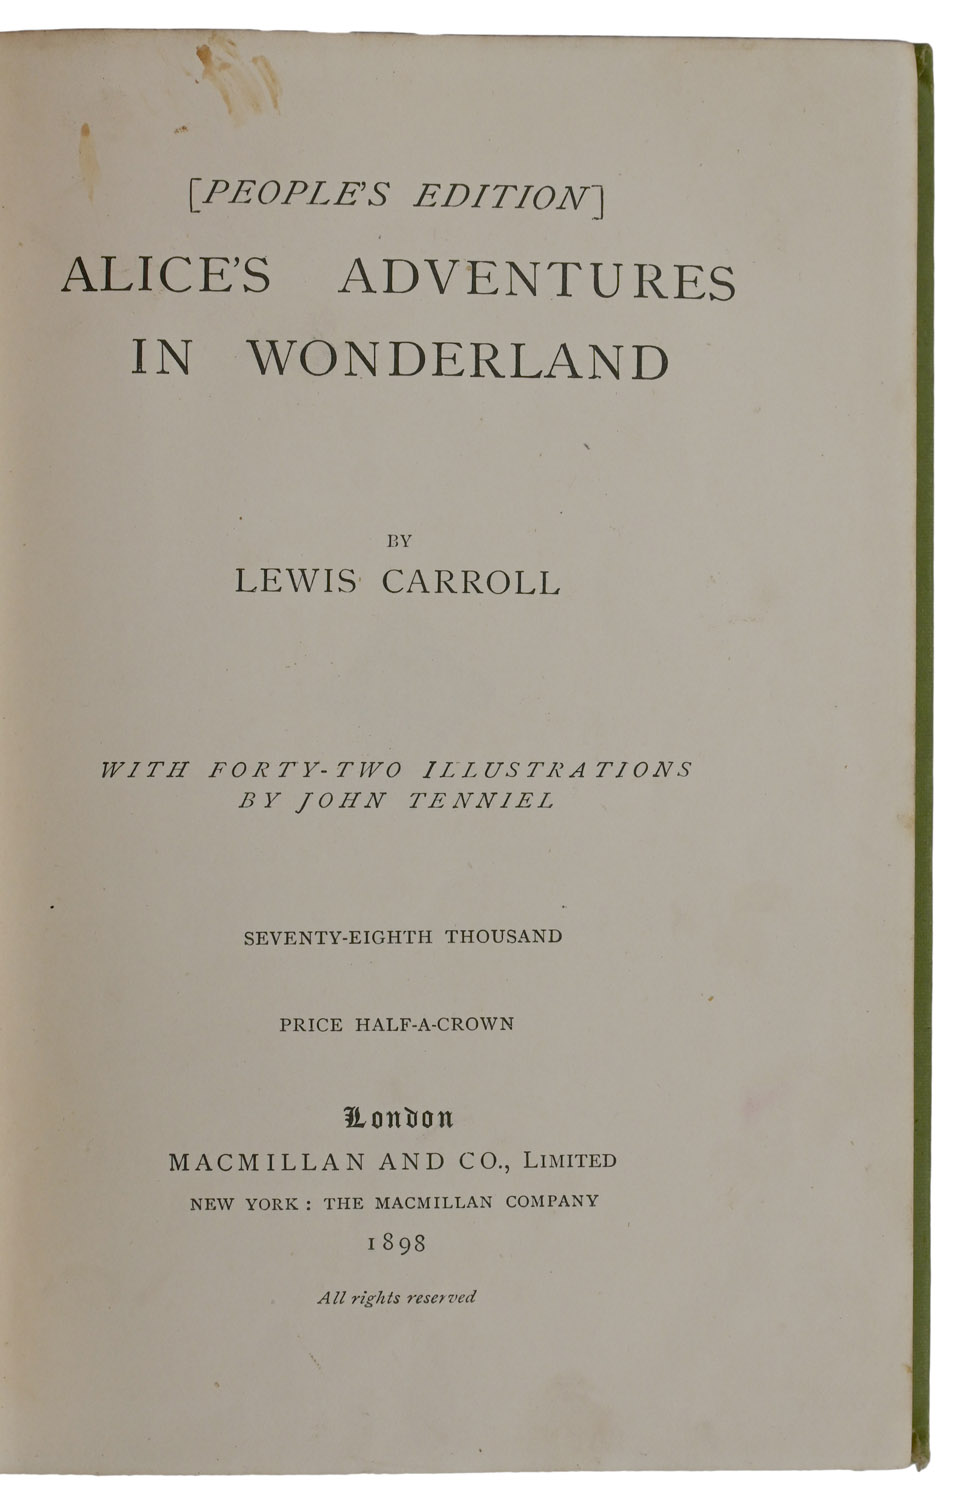 [PEOPLE'S EDITION]
ALICE'S ADVENTURES
IN WONDERLAND
BY
LEWIS CARROLL
WITH FORTY-TWO ILLUSTRATIONS
BY JOHN TENNIEL
SEVENTY-EIGHTH THOUSAND
PRICE HALF-A-CROWN
London
MACMILLAN AND CO., LIMITED
NEW YORK : THE MACMILLAN COMPANY
1898
All rights reserved